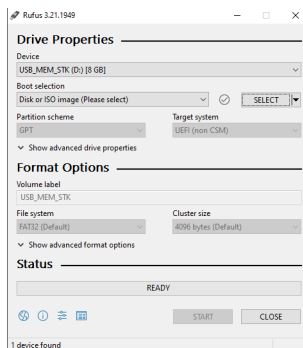 Rufus 3.21.1949
Drive Properties
Device
USB_MEM_STK (D:) [8 GB]
Boot selection
Disk or ISO image (Please select)
SELECT
Partition scheme Target system
GPT UEFI (non CSM)
Show advanced drive properties
Format Options
Volume label
USB_MEM_STK
File system Cluster size
FAT32 (Default) 4096 bytes (Default)
Show advanced format options
Status
READY
START CLOSE
1 device found